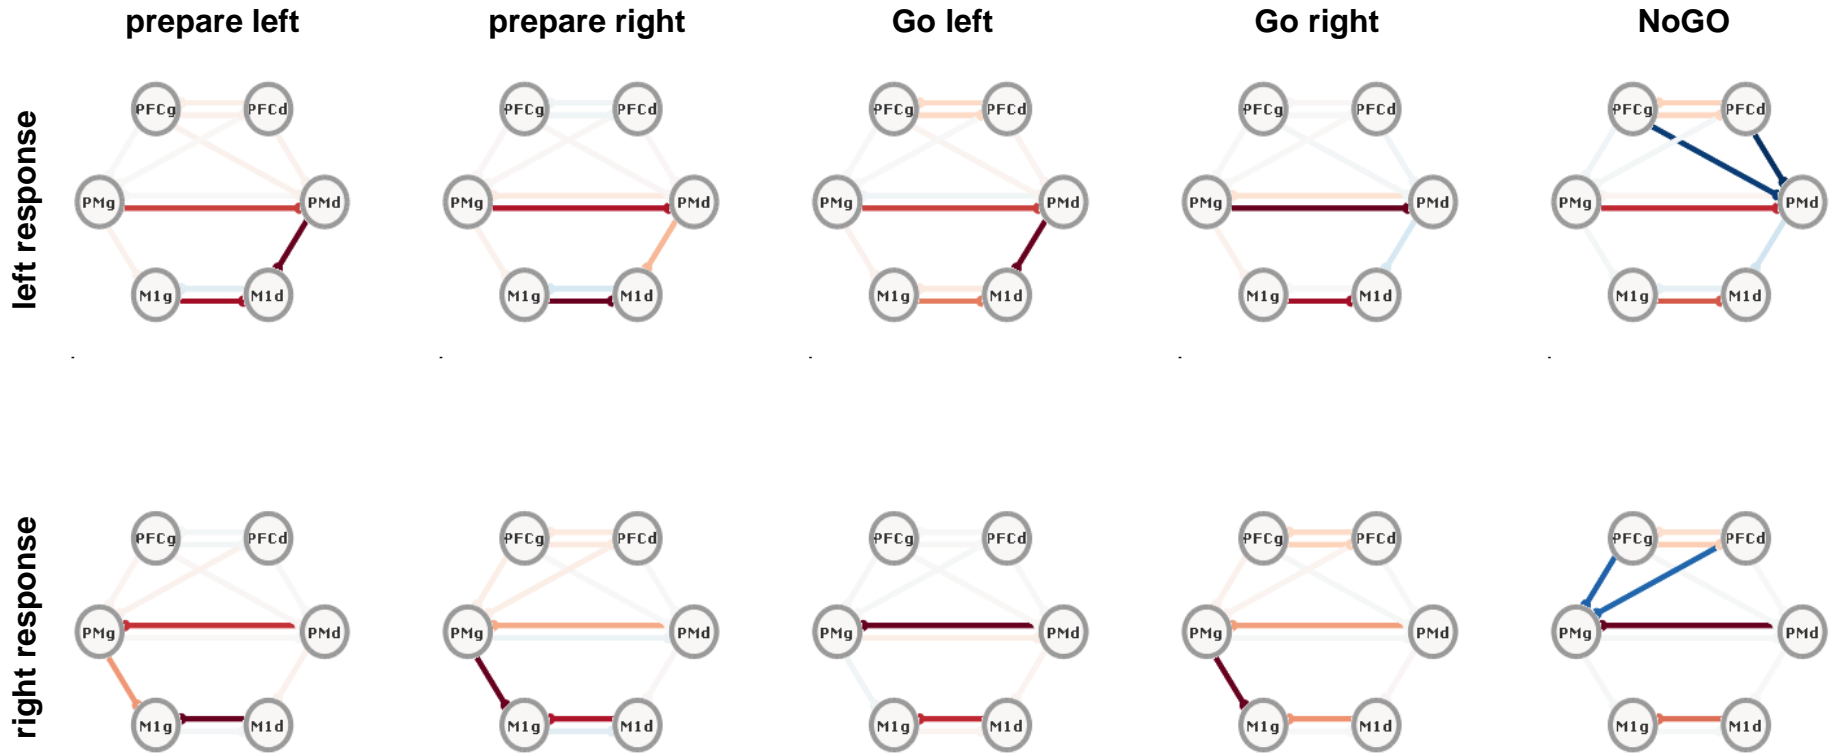 prepare left prepare right Go left Go right NoGO
left response
PFCg PFCd PFCg PFCd PFCg PFCd PFCg PFCd PFCg PFCd
PMg PMd PMg PMd PMg PMd PMg PMd PMg PMd
M1g M1d M1g M1d M1g M1d M1g M1d M1g M1d
right response
PFCg PFCd PFCg PFCd PFCg PFCd PFCg PFCd PFCg PFCd
PMg PMd PMg PMd PMg PMd PMg PMd PMg PMd
M1g M1d M1g M1d M1g M1d M1g M1d M1g M1d